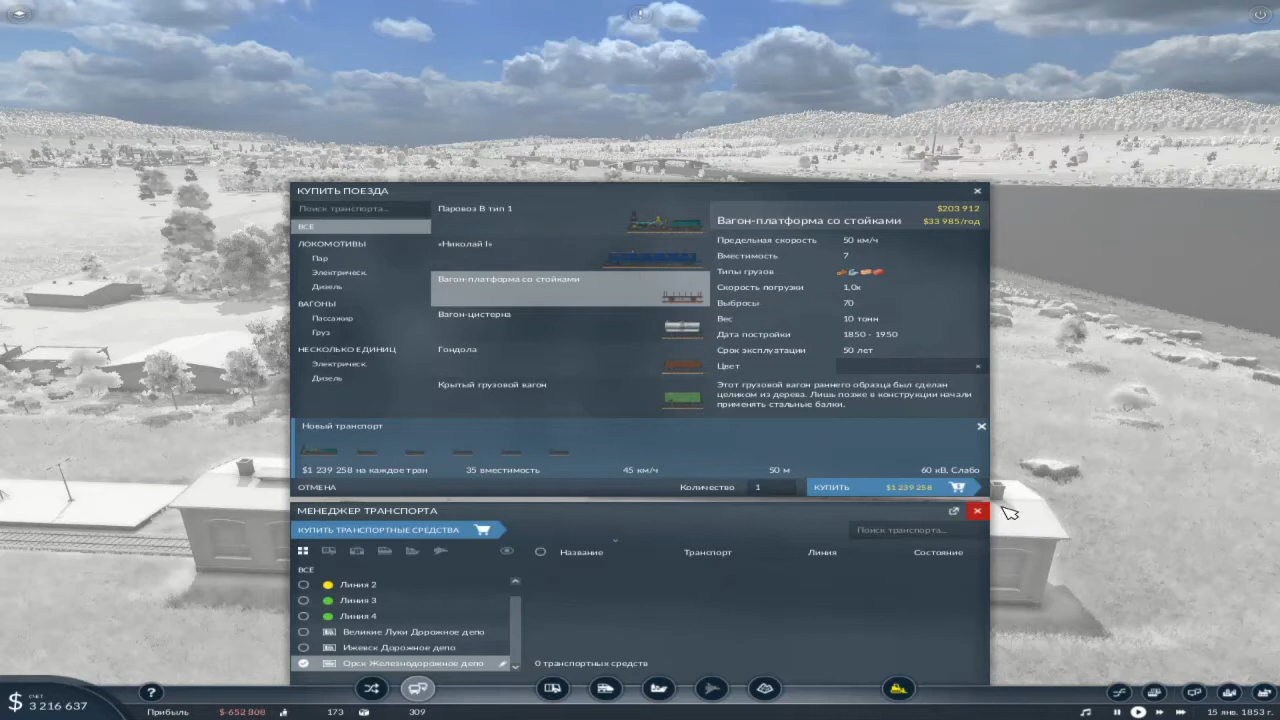 КУПИТЬ ПОЕЗДА
Поиск транспорта...
ВСЕ
ЛОКОМОТИВЫ
Пар
Электрическ.
Дизель
ВАГОНЫ
Пассажир
Груз
НЕСКОЛЬКО ЕДИНИЦ
Электрическ.
Дизель
Паровоз B тип 1
«Николай I»
Вагон-платформа со стойками
Вагон-цистерна
Гондола
Крытый грузовой вагон
$203 912
Вагон-платформа со стойками $33 985/год
Предельная скорость 50 км/ч
Вместимость 7
Типы грузов
Скорость погрузки 1,0x
Выбросы 70
Вес 10 тонн
Дата постройки 1850 - 1950
Срок эксплуатации 50 лет
Цвет
Этот грузовой вагон раннего образца был сделан
целиком из дерева. Лишь позже в конструкции начали
применять стальные балки.
Новый транспорт
$1 239 258 на каждое тран 35 вместимость 45 км/ч 50 м 60 кВ, Слабо
ОТМЕНА Количество 1 КУПИТЬ $1 239 258
МЕНЕДЖЕР ТРАНСПОРТА
КУПИТЬ ТРАНСПОРТНЫЕ СРЕДСТВА Поиск транспорта...
Название Транспорт Линия Состояние
ВСЕ
Линия 2
Линия 3
Линия 4
Великие Луки Дорожное депо
Ижевск Дорожное депо
Орск Железнодорожное депо 0 транспортных средств
$ СЧЕТ
3 216 637
?
Прибыль $-652 808 173 309 15 янв. 1853 г.